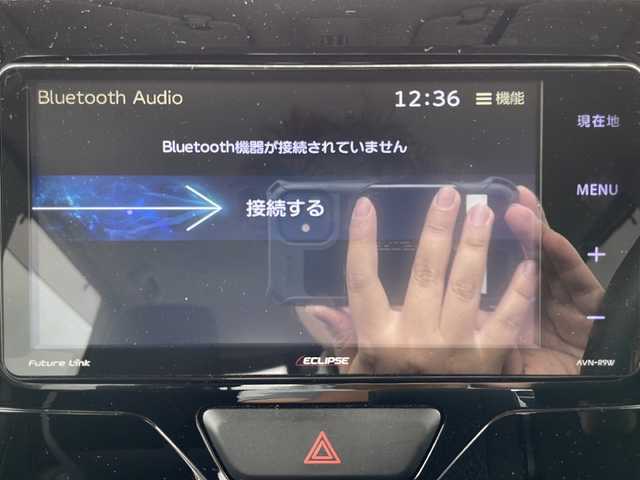 Bluetooth Audio
12:36
機能
現在地
Bluetooth機器が接続されていません
MENU
接続する
+
−
Future Link
ECLIPSE
AVN-R9W